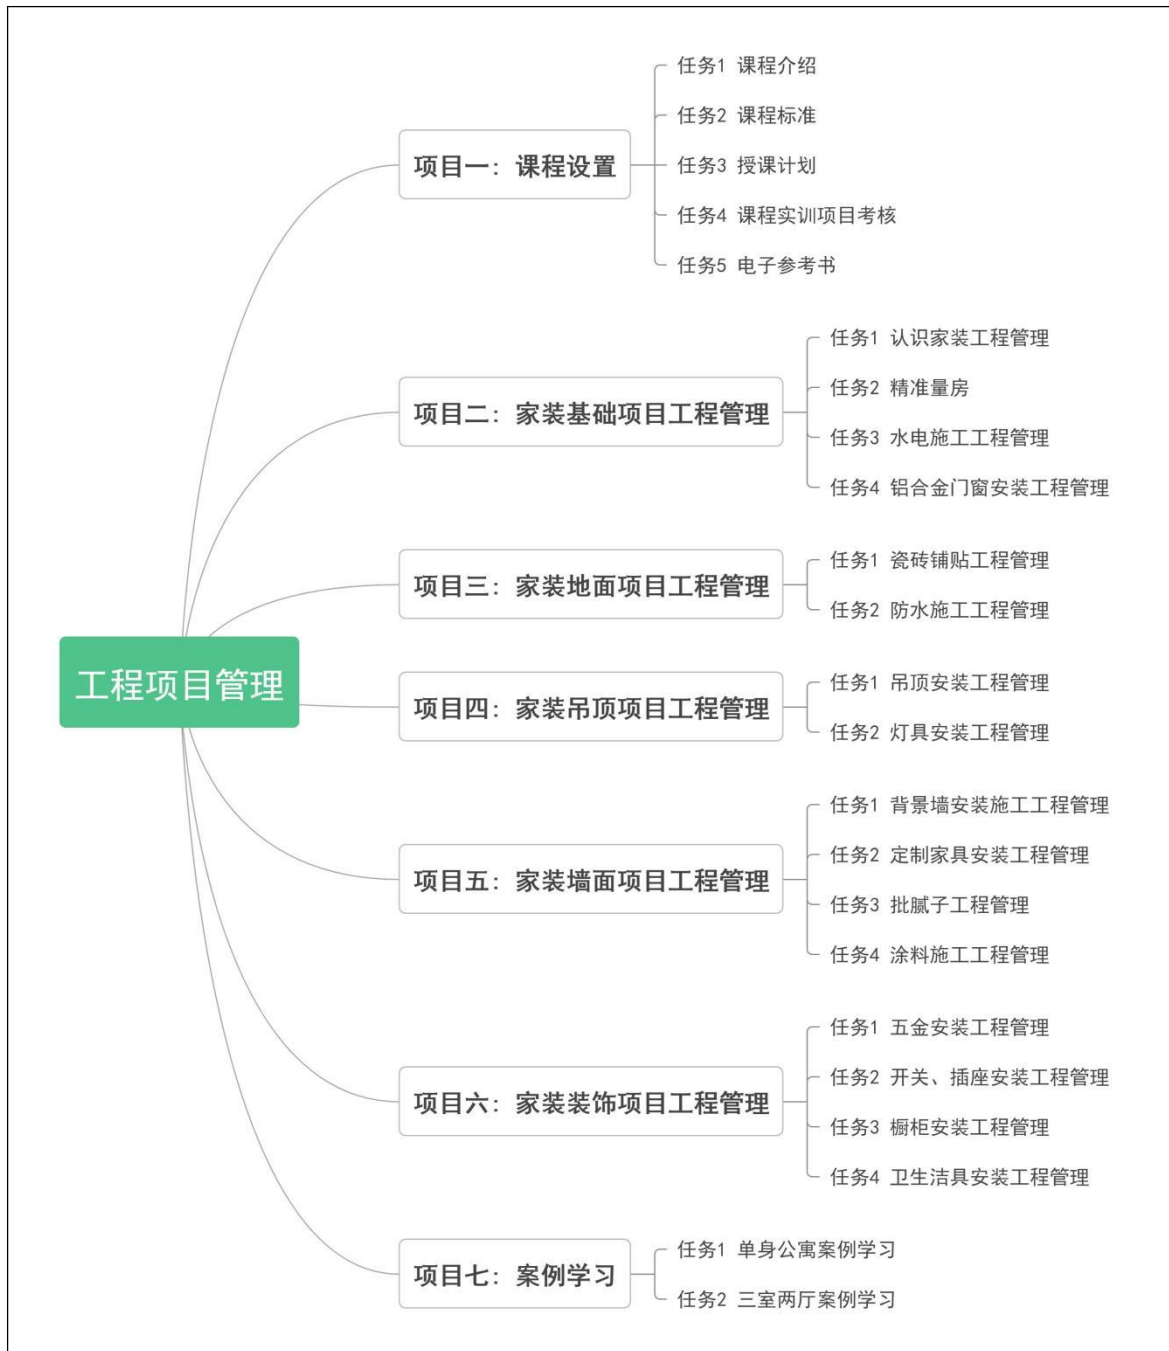 工程项目管理
项目一：课程设置
任务1 课程介绍
任务2 课程标准
任务3 授课计划
任务4 课程实训项目考核
任务5 电子参考书
项目二：家装基础项目工程管理
任务1 认识家装工程管理
任务2 精准量房
任务3 水电施工工程管理
任务4 铝合金门窗安装工程管理
项目三：家装地面项目工程管理
任务1 瓷砖铺贴工程管理
任务2 防水施工工程管理
项目四：家装吊顶项目工程管理
任务1 吊顶安装工程管理
任务2 灯具安装工程管理
项目五：家装墙面项目工程管理
任务1 背景墙安装施工工程管理
任务2 定制家具安装工程管理
任务3 批腻子工程管理
任务4 涂料施工工程管理
项目六：家装装饰项目工程管理
任务1 五金安装工程管理
任务2 开关、插座安装工程管理
任务3 橱柜安装工程管理
任务4 卫生洁具安装工程管理
项目七：案例学习
任务1 单身公寓案例学习
任务2 三室两厅案例学习